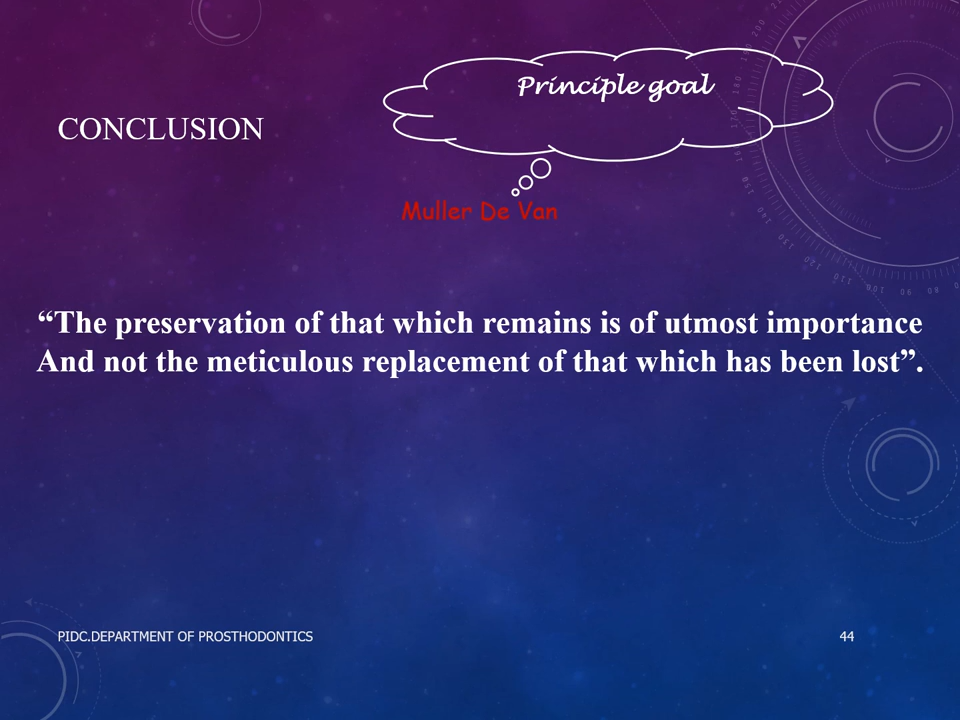 Principle goal
CONCLUSION
Muller De Van
“The preservation of that which remains is of utmost importance
And not the meticulous replacement of that which has been lost”.
PIDC.DEPARTMENT OF PROSTHODONTICS
44